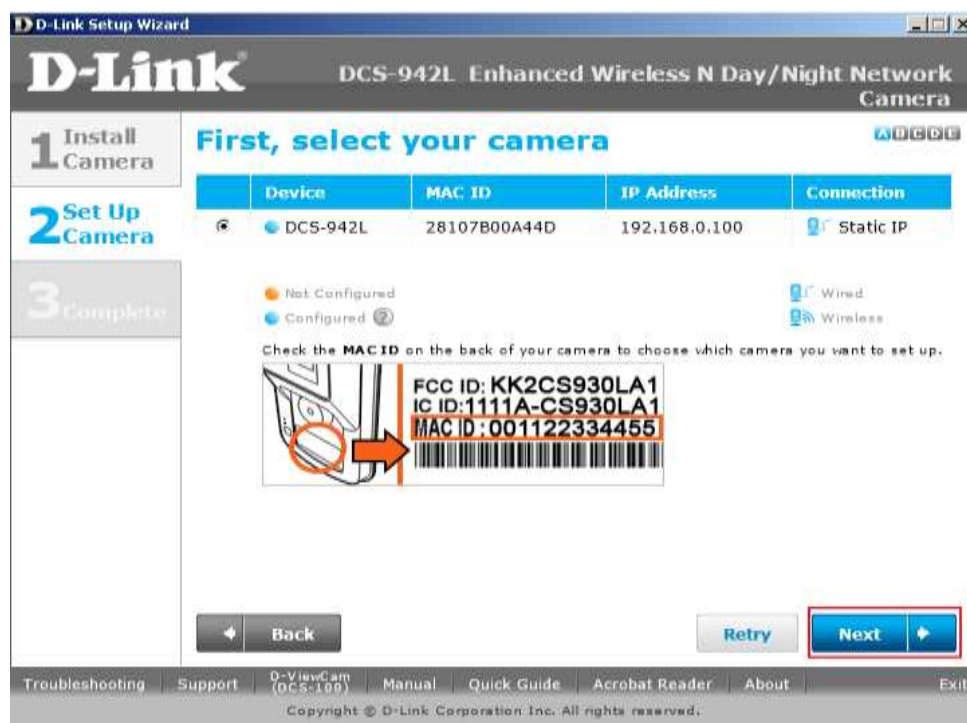 D-Link Setup Wizard
D-Link
DCS-942L Enhanced Wireless N Day/Night Network
Camera
1 Install
Camera
2 Set Up
Camera
3 Complete
First, select your camera
A B C D E
Device MAC ID IP Address Connection
DCS-942L 28107B00A44D 192.168.0.100 Static IP
Not Configured Wired
Configured ? Wireless
Check the MAC ID on the back of your camera to choose which camera you want to set up.
FCC ID: KK2CS930LA1
IC ID:1111A-CS930LA1
MAC ID : 001122334455
Back Retry Next
Troubleshooting Support D-ViewCam (DCS-100) Manual Quick Guide Acrobat Reader About Exit
Copyright © D-Link Corporation Inc. All rights reserved.